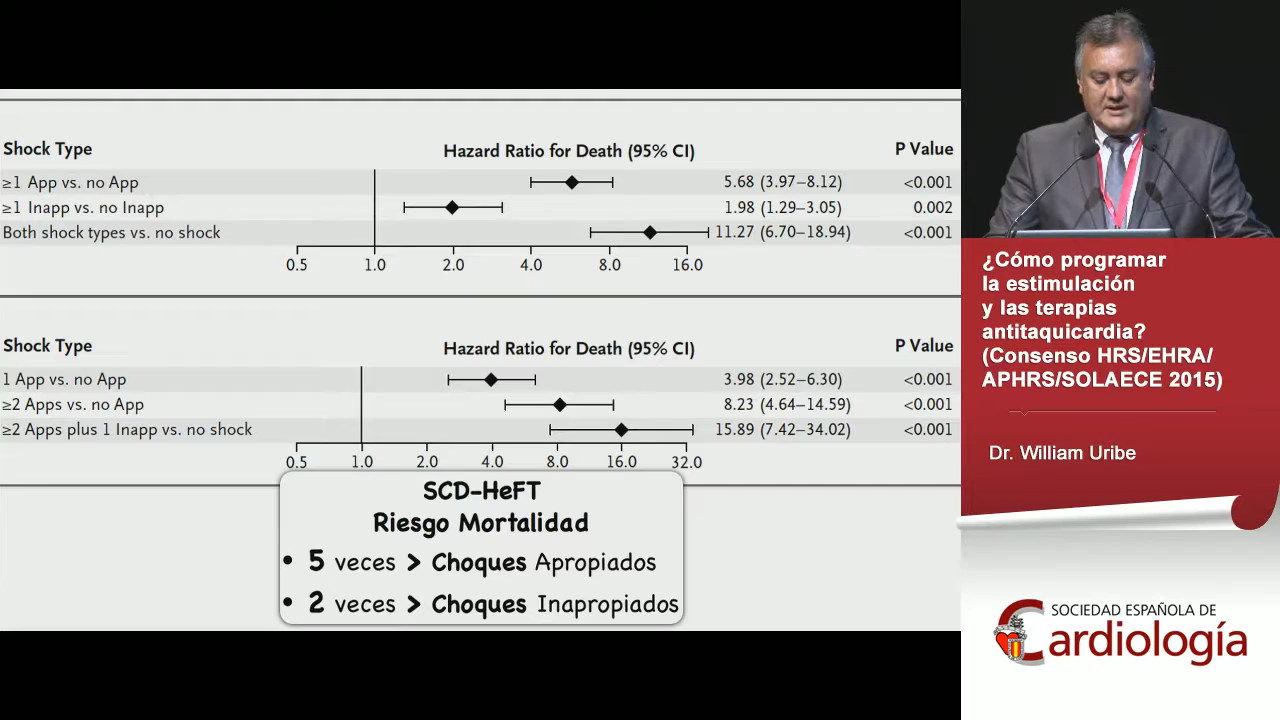 Shock Type Hazard Ratio for Death (95% CI) P Value
≥1 App vs. no App 5.68 (3.97–8.12) <0.001
≥1 Inapp vs. no Inapp 1.98 (1.29–3.05) 0.002
Both shock types vs. no shock 11.27 (6.70–18.94) <0.001
0.5 1.0 2.0 4.0 8.0 16.0
Shock Type Hazard Ratio for Death (95% CI) P Value
1 App vs. no App 3.98 (2.52–6.30) <0.001
≥2 Apps vs. no App 8.23 (4.64–14.59) <0.001
≥2 Apps plus 1 Inapp vs. no shock 15.89 (7.42–34.02) <0.001
0.5 1.0 2.0 4.0 8.0 16.0 32.0
SCD-HeFT
Riesgo Mortalidad
• 5 veces > Choques Apropiados
• 2 veces > Choques Inapropiados
¿Cómo programar
la estimulación
y las terapias
antitaquicardia?
(Consenso HRS/EHRA/
APHRS/SOLAECE 2015)
Dr. William Uribe
SOCIEDAD ESPAÑOLA DE
Cardiología